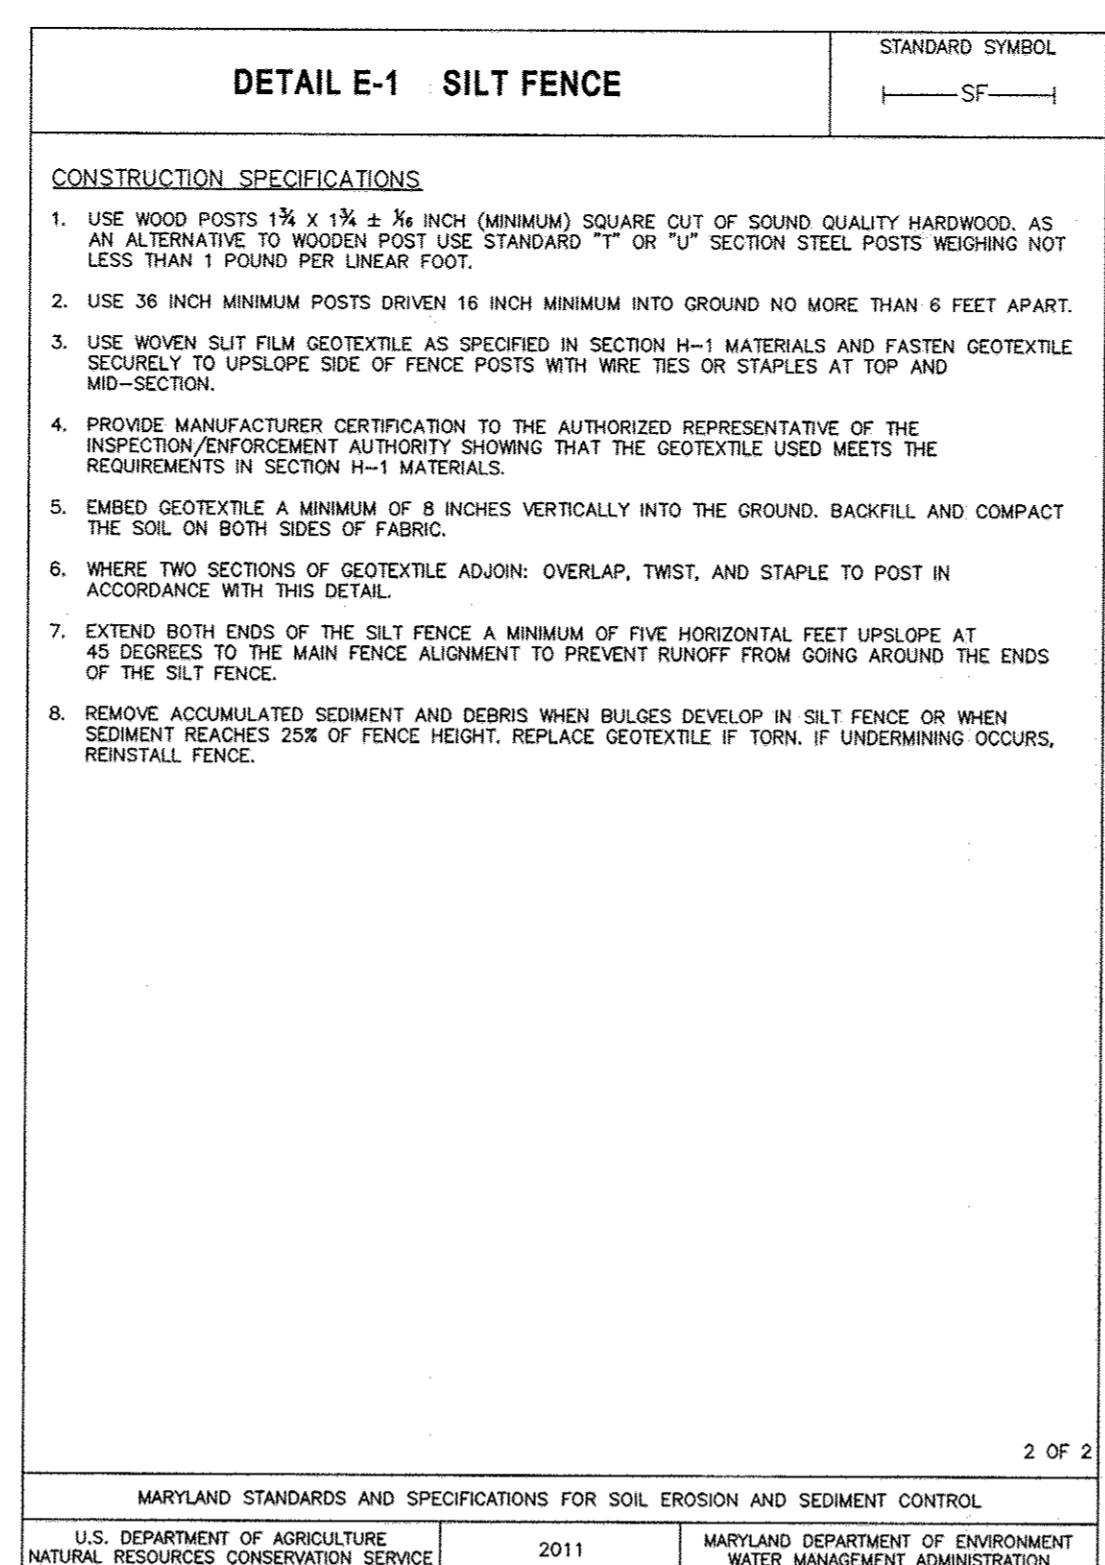 DETAIL E-1 SILT FENCE
STANDARD SYMBOL
SF
CONSTRUCTION SPECIFICATIONS
1. USE WOOD POSTS 1¾ X 1¾ ± 1/16 INCH (MINIMUM) SQUARE CUT OF SOUND QUALITY HARDWOOD. AS
AN ALTERNATIVE TO WOODEN POST USE STANDARD "T" OR "U" SECTION STEEL POSTS WEIGHING NOT
LESS THAN 1 POUND PER LINEAR FOOT.
2. USE 36 INCH MINIMUM POSTS DRIVEN 16 INCH MINIMUM INTO GROUND NO MORE THAN 6 FEET APART.
3. USE WOVEN SLIT FILM GEOTEXTILE AS SPECIFIED IN SECTION H-1 MATERIALS AND FASTEN GEOTEXTILE
SECURELY TO UPSLOPE SIDE OF FENCE POSTS WITH WIRE TIES OR STAPLES AT TOP AND
MID-SECTION.
4. PROVIDE MANUFACTURER CERTIFICATION TO THE AUTHORIZED REPRESENTATIVE OF THE
INSPECTION/ENFORCEMENT AUTHORITY SHOWING THAT THE GEOTEXTILE USED MEETS THE
REQUIREMENTS IN SECTION H-1 MATERIALS.
5. EMBED GEOTEXTILE A MINIMUM OF 8 INCHES VERTICALLY INTO THE GROUND. BACKFILL AND COMPACT
THE SOIL ON BOTH SIDES OF FABRIC.
6. WHERE TWO SECTIONS OF GEOTEXTILE ADJOIN: OVERLAP, TWIST, AND STAPLE TO POST IN
ACCORDANCE WITH THIS DETAIL.
7. EXTEND BOTH ENDS OF THE SILT FENCE A MINIMUM OF FIVE HORIZONTAL FEET UPSLOPE AT
45 DEGREES TO THE MAIN FENCE ALIGNMENT TO PREVENT RUNOFF FROM GOING AROUND THE ENDS
OF THE SILT FENCE.
8. REMOVE ACCUMULATED SEDIMENT AND DEBRIS WHEN BULGES DEVELOP IN SILT FENCE OR WHEN
SEDIMENT REACHES 25% OF FENCE HEIGHT. REPLACE GEOTEXTILE IF TORN. IF UNDERMINING OCCURS,
REINSTALL FENCE.
2 OF 2
MARYLAND STANDARDS AND SPECIFICATIONS FOR SOIL EROSION AND SEDIMENT CONTROL
U.S. DEPARTMENT OF AGRICULTURE
NATURAL RESOURCES CONSERVATION SERVICE
2011
MARYLAND DEPARTMENT OF ENVIRONMENT
WATER MANAGEMENT ADMINISTRATION